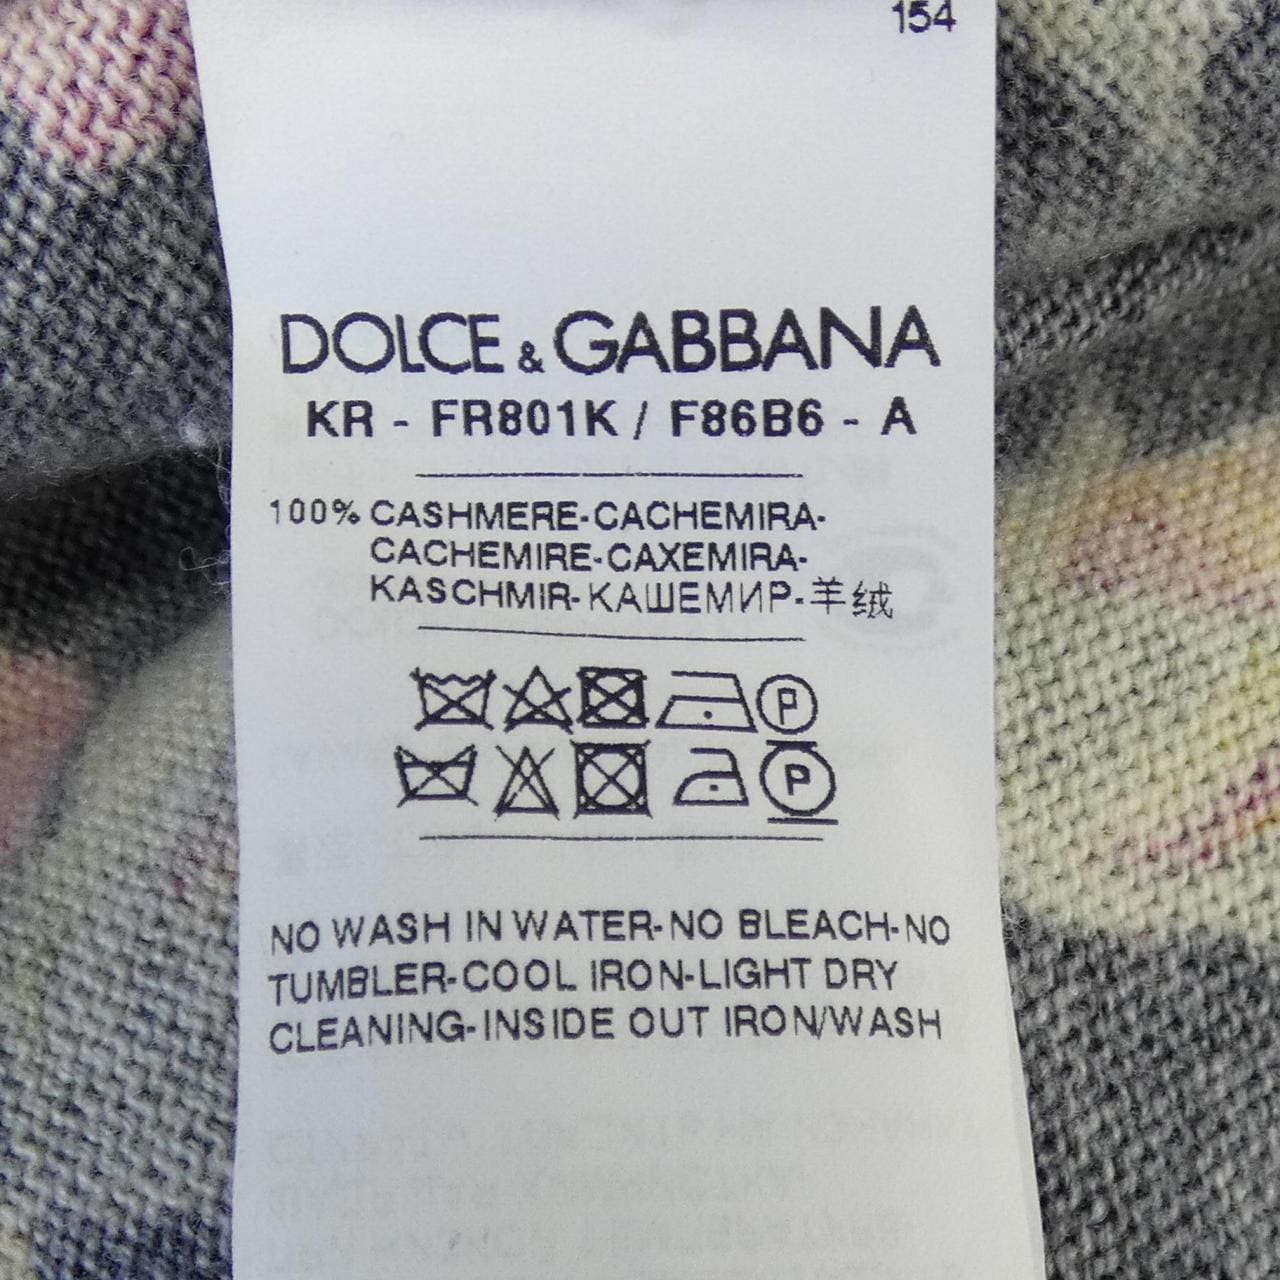 154
DOLCE & GABBANA
KR - FR801K / F86B6 - A
100% CASHMERE-CACHEMIRA-
CACHEMIRE-CAXEMIRA-
KASCHMIR-КАШЕМИР-羊绒
P
P
NO WASH IN WATER-NO BLEACH-NO
TUMBLER-COOL IRON-LIGHT DRY
CLEANING-INSIDE OUT IRON/WASH